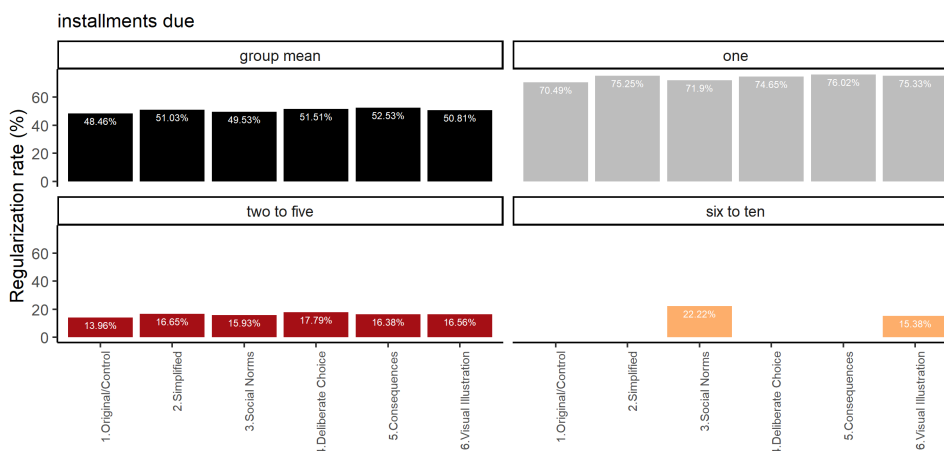 installments due
group mean
one
Regularization rate (%)
60
40
20
0
48.46%
51.03%
49.53%
51.51%
52.53%
50.81%
70.49%
75.25%
71.9%
74.65%
76.02%
75.33%
two to five
six to ten
60
40
20
0
13.96%
16.65%
15.93%
17.79%
16.38%
16.56%
22.22%
15.38%
1.Original/Control
2.Simplified
3.Social Norms
4.Deliberate Choice
5.Consequences
6.Visual Illustration
1.Original/Control
2.Simplified
3.Social Norms
4.Deliberate Choice
5.Consequences
6.Visual Illustration